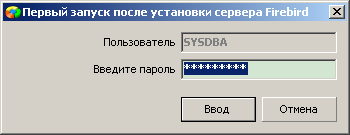 Первый запуск после установки сервера Firebird
Пользователь SYSDBA
Введите пароль *********
Ввод Отмена